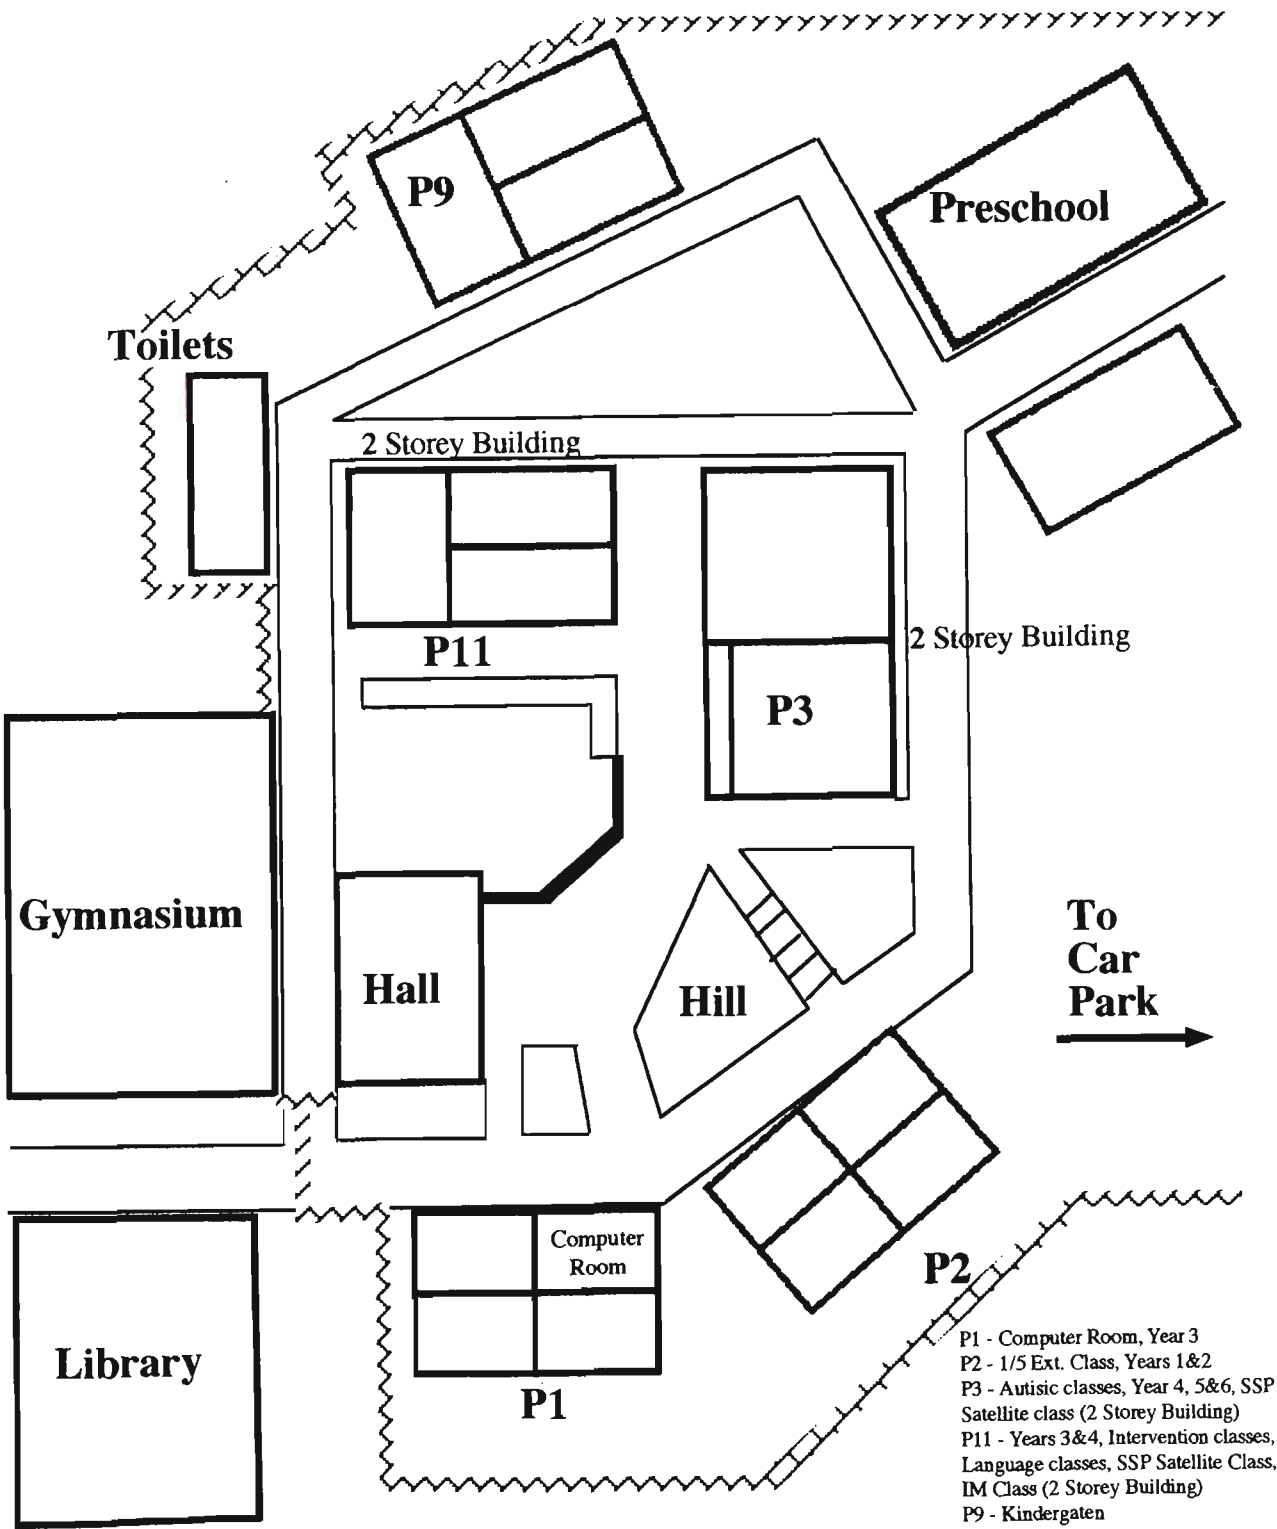 P9
Preschool
Toilets
2 Storey Building
P11
2 Storey Building
P3
Gymnasium
Hall
Hill
To
Car
Park
Computer
Room
P2
Library
P1
P1 - Computer Room, Year 3
P2 - 1/5 Ext. Class, Years 1&2
P3 - Autisic classes, Year 4, 5&6, SSP
Satellite class (2 Storey Building)
P11 - Years 3&4, Intervention classes,
Language classes, SSP Satellite Class,
IM Class (2 Storey Building)
P9 - Kindergaten